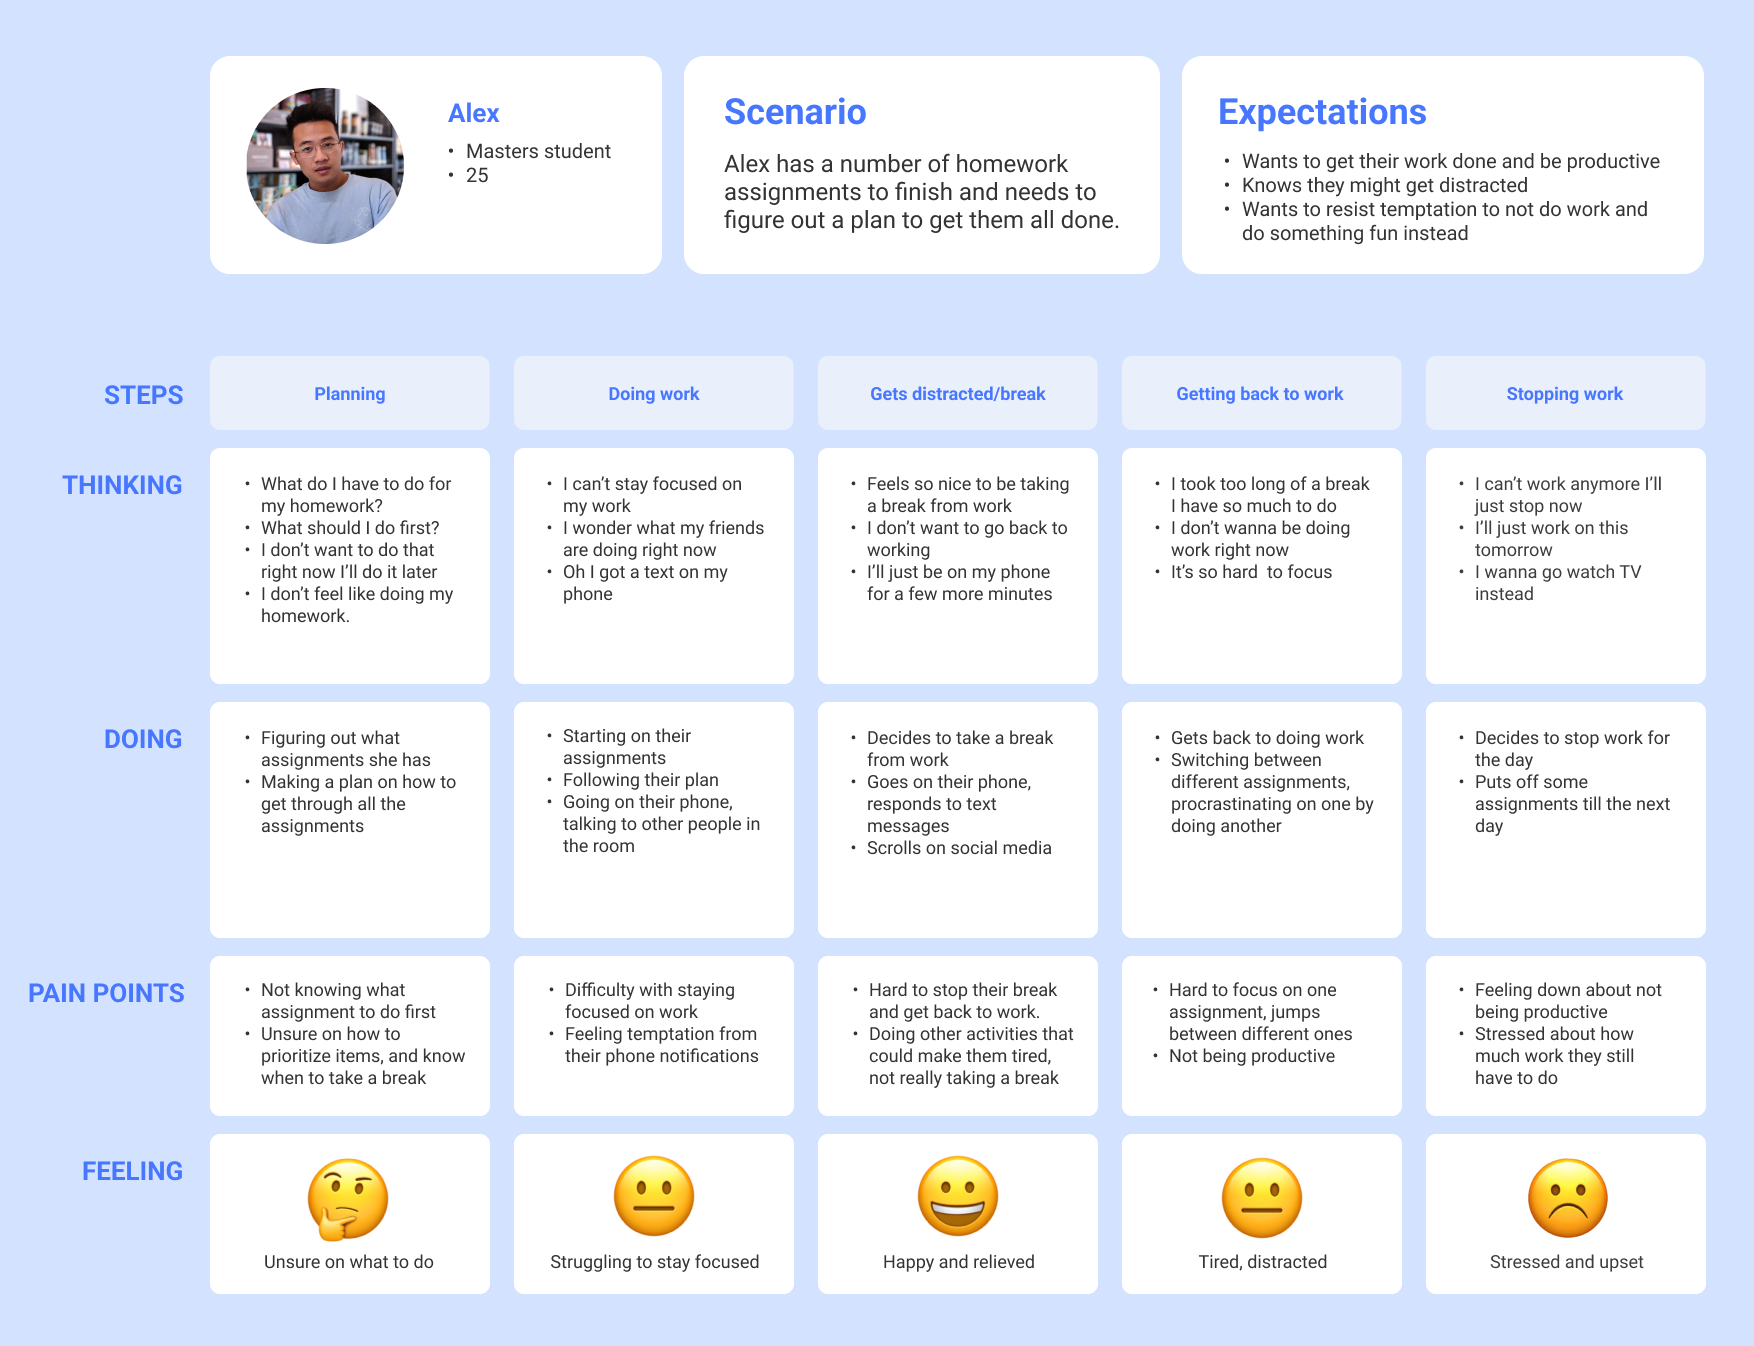 Alex
• Masters student
• 25
Scenario
Alex has a number of homework
assignments to finish and needs to
figure out a plan to get them all done.
Expectations
• Wants to get their work done and be productive
• Knows they might get distracted
• Wants to resist temptation to not do work and
do something fun instead
STEPS
Planning
Doing work
Gets distracted/break
Getting back to work
Stopping work
THINKING
• What do I have to do for
my homework?
• What should I do first?
• I don’t want to do that
right now I’ll do it later
• I don’t feel like doing my
homework.
• I can’t stay focused on
my work
• I wonder what my friends
are doing right now
• Oh I got a text on my
phone
• Feels so nice to be taking
a break from work
• I don’t want to go back to
working
• I’ll just be on my phone
for a few more minutes
• I took too long of a break
I have so much to do
• I don’t wanna be doing
work right now
• It’s so hard  to focus
• I can’t work anymore I’ll
just stop now
• I’ll just work on this
tomorrow
• I wanna go watch TV
instead
DOING
• Figuring out what
assignments she has
• Making a plan on how to
get through all the
assignments
• Starting on their
assignments
• Following their plan
• Going on their phone,
talking to other people in
the room
• Decides to take a break
from work
• Goes on their phone,
responds to text
messages
• Scrolls on social media
• Gets back to doing work
• Switching between
different assignments,
procrastinating on one by
doing another
• Decides to stop work for
the day
• Puts off some
assignments till the next
day
PAIN POINTS
• Not knowing what
assignment to do first
• Unsure on how to
prioritize items, and know
when to take a break
• Difficulty with staying
focused on work
• Feeling temptation from
their phone notifications
• Hard to stop their break
and get back to work.
• Doing other activities that
could make them tired,
not really taking a break
• Hard to focus on one
assignment, jumps
between different ones
• Not being productive
• Feeling down about not
being productive
• Stressed about how
much work they still
have to do
FEELING
Unsure on what to do
Struggling to stay focused
Happy and relieved
Tired, distracted
Stressed and upset